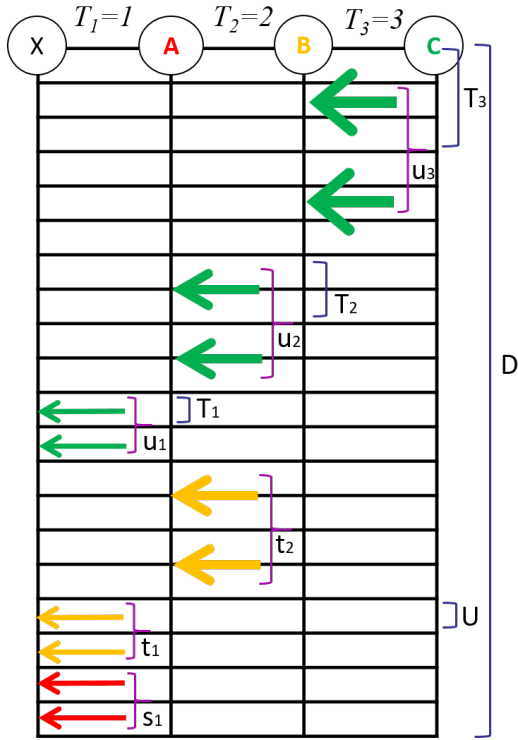 T₁=1 T₂=2 T₃=3
X A B C
T₃
u₃
T₂
u₂
D
T₁
u₁
t₂
U
t₁
s₁